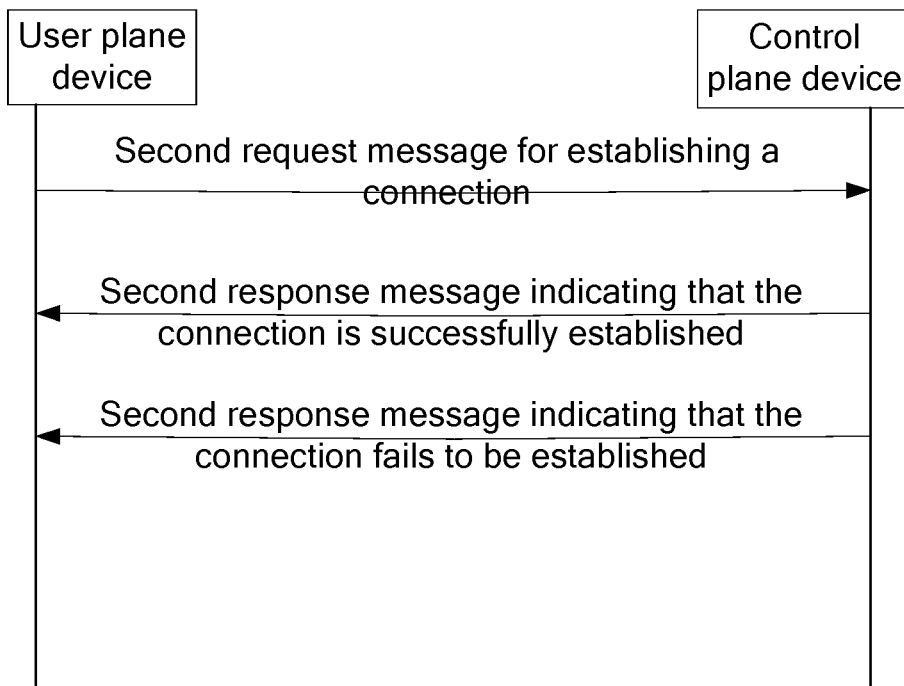 User plane
device
Control
plane device
Second request message for establishing a
connection
Second response message indicating that the
connection is successfully established
Second response message indicating that the
connection fails to be established